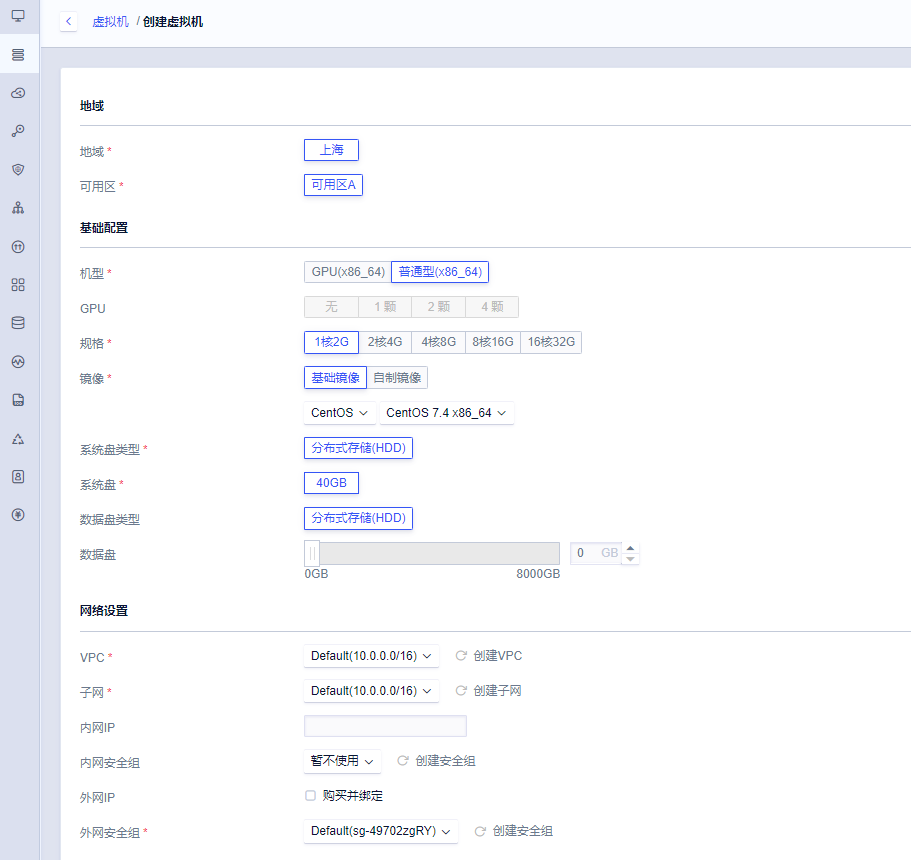 虚拟机 / 创建虚拟机
地域
地域 * 上海
可用区 * 可用区A
基础配置
机型 * GPU(x86_64) 普通型(x86_64)
GPU 无 1 颗 2 颗 4 颗
规格 * 1核2G 2核4G 4核8G 8核16G 16核32G
镜像 * 基础镜像 自制镜像
CentOS CentOS 7.4 x86_64
系统盘类型 * 分布式存储(HDD)
系统盘 * 40GB
数据盘类型 分布式存储(HDD)
数据盘 0 GB
0GB 8000GB
网络设置
VPC * Default(10.0.0.0/16) 创建VPC
子网 * Default(10.0.0.0/16) 创建子网
内网IP
内网安全组 暂不使用 创建安全组
外网IP 购买并绑定
外网安全组 * Default(sg-49702zgRY) 创建安全组